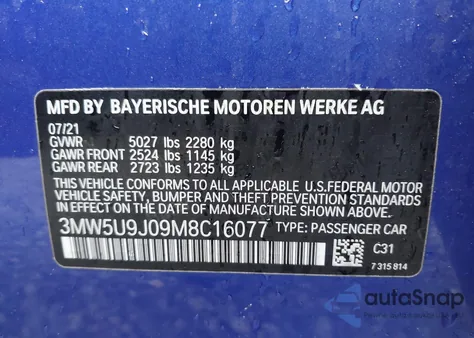 MFD BY BAYERISCHE MOTOREN WERKE AG
07/21
GVWR 5027 lbs 2280 kg
GAWR FRONT 2524 lbs 1145 kg
GAWR REAR 2723 lbs 1235 kg
THIS VEHICLE CONFORMS TO ALL APPLICABLE U.S.FEDERAL MOTOR
VEHICLE SAFETY, BUMPER AND THEFT PREVENTION STANDARDS
IN EFFECT ON THE DATE OF MANUFACTURE SHOWN ABOVE.
3MW5U9J09M8C16077 TYPE: PASSENGER CAR
C31
7 315 814
autoSnap
www.autosnap.cc